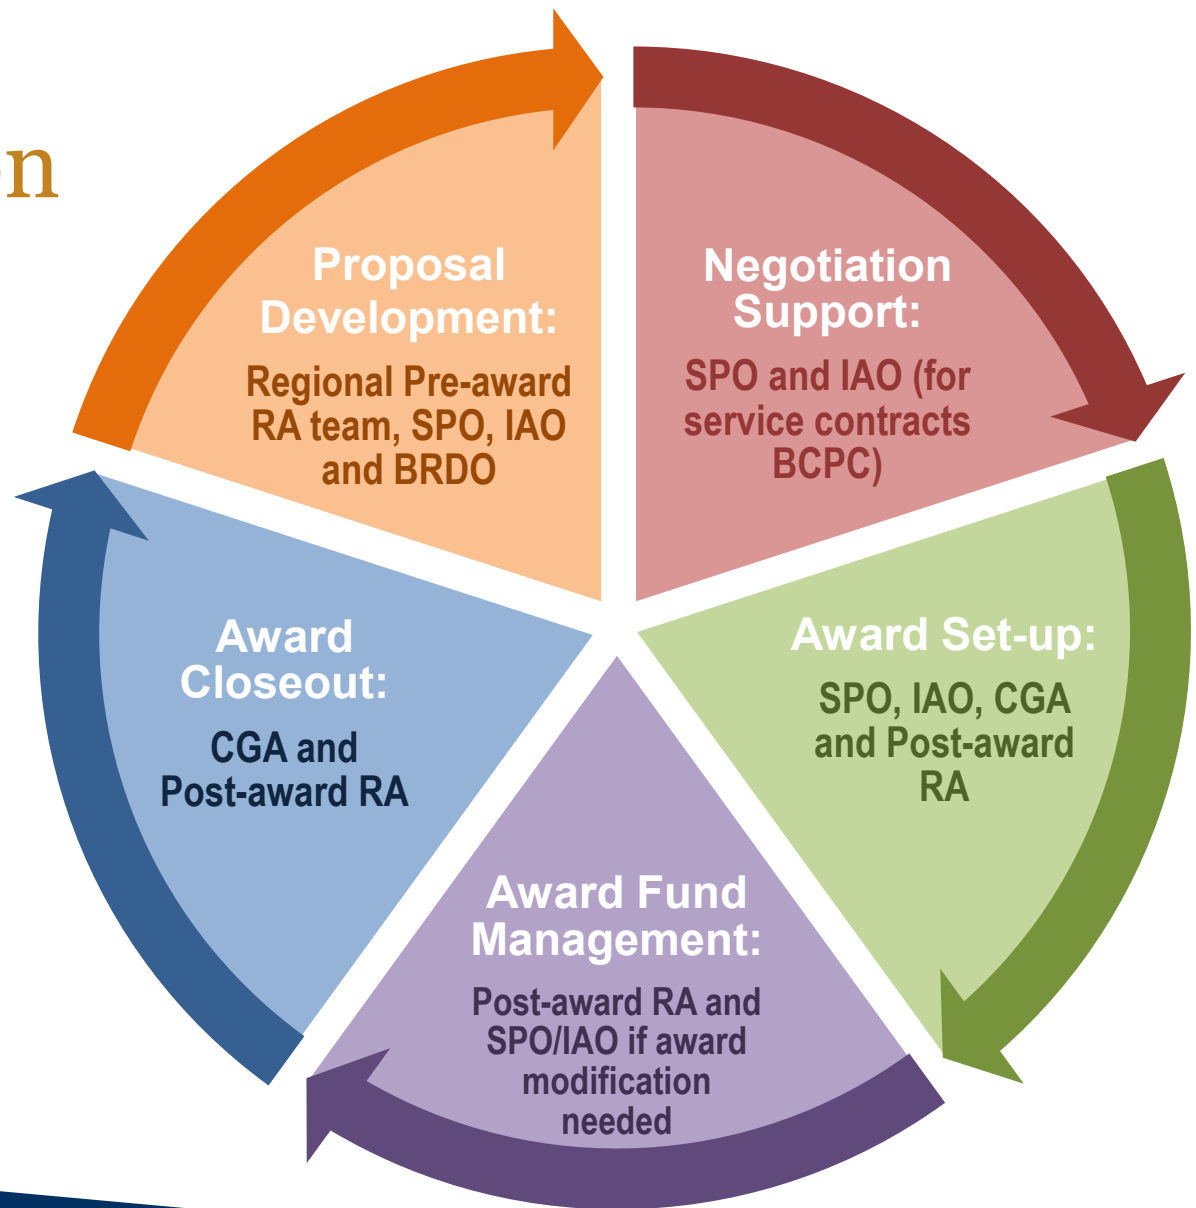 on
Proposal
Development:
Regional Pre-award
RA team, SPO, IAO
and BRDO
Negotiation
Support:
SPO and IAO (for
service contracts
BCPC)
Award Set-up:
SPO, IAO, CGA
and Post-award
RA
Award Fund
Management:
Post-award RA and
SPO/IAO if award
modification
needed
Award
Closeout:
CGA and
Post-award RA